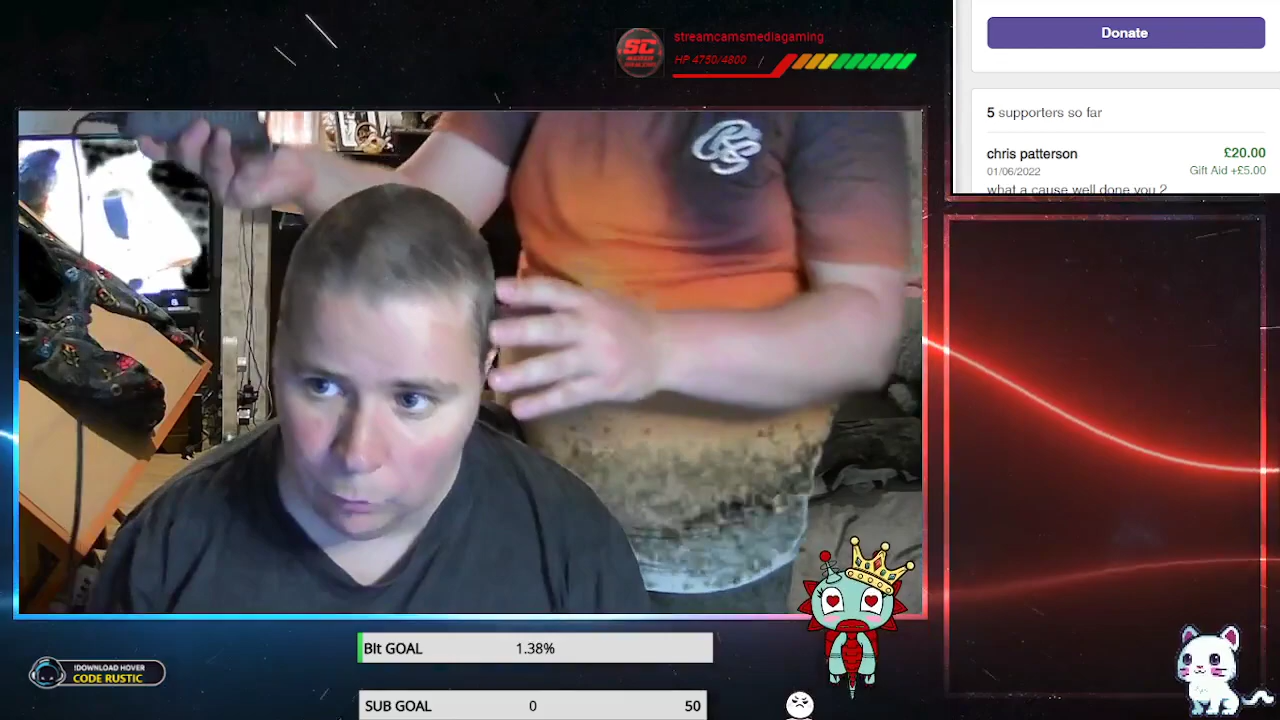 Donate
streamcamsmediagaming
SC
HP 4750/4800
5 supporters so far
chris patterson
£20.00
01/06/2022
Gift Aid +£5.00
what a cause well done you 2
BIt GOAL 1.38%
!DOWNLOAD HOVER
CODE RUSTIC
SUB GOAL 0 50